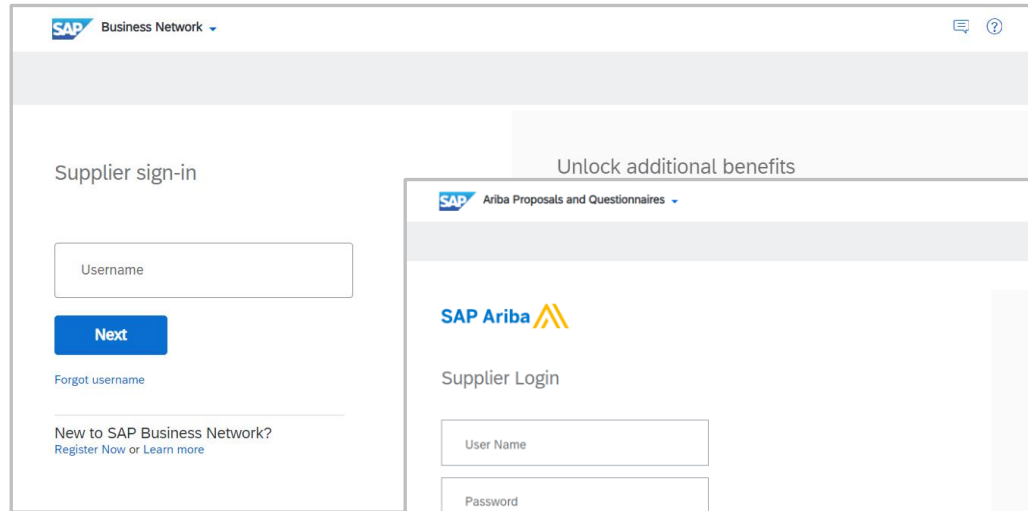 SAP Business Network
Supplier sign-in
Username
Next
Forgot username
New to SAP Business Network?
Register Now or Learn more
Unlock additional benefits
SAP Ariba Proposals and Questionnaires
SAP Ariba
Supplier Login
User Name
Password